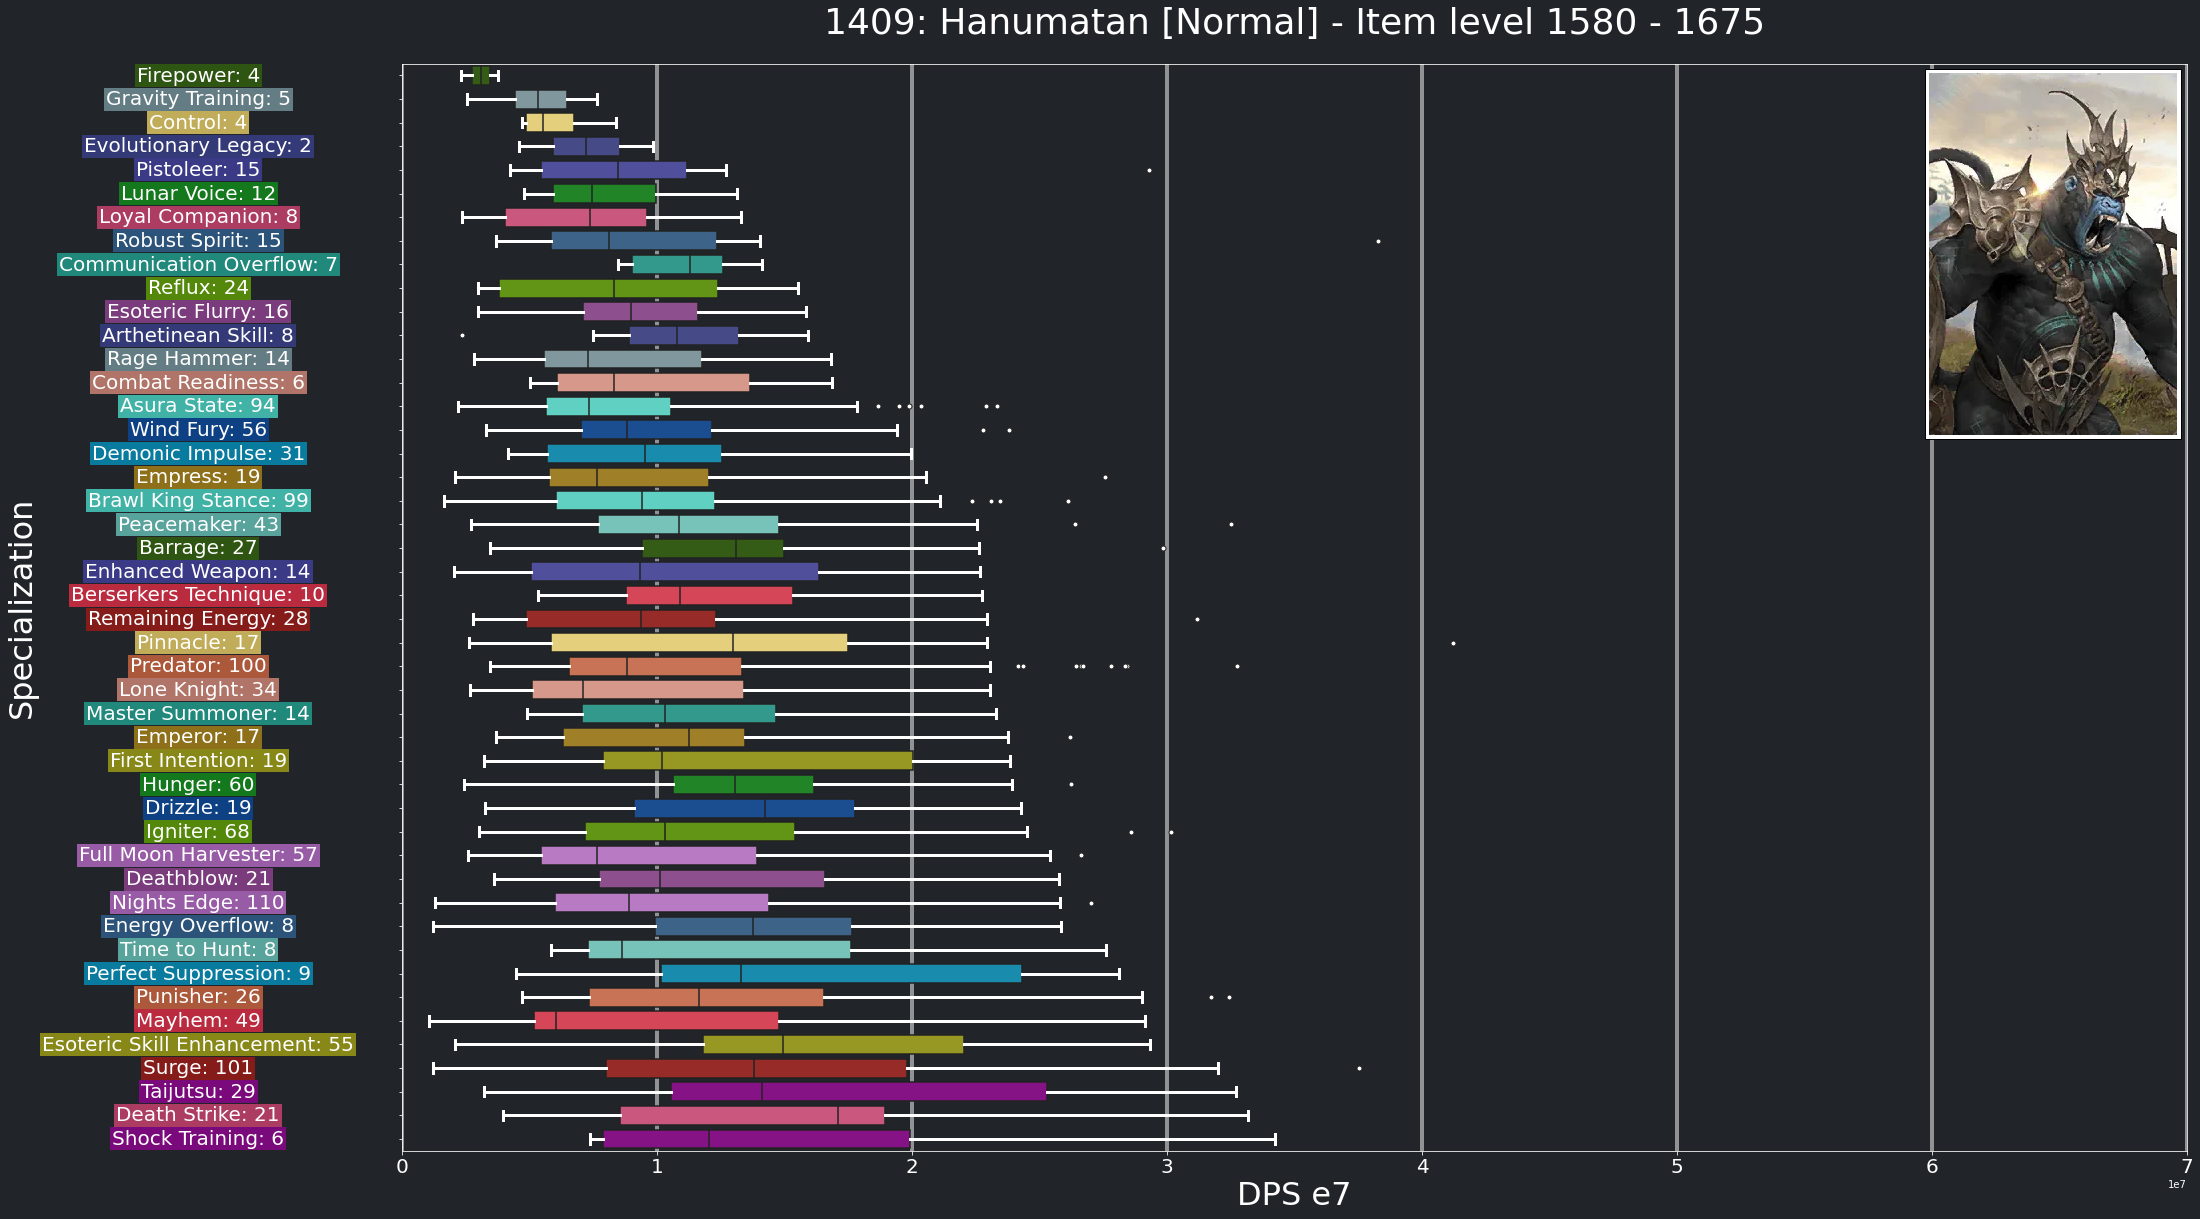 1409: Hanumatan [Normal] - Item level 1580 - 1675
Specialization
Firepower: 4
Gravity Training: 5
Control: 4
Evolutionary Legacy: 2
Pistoleer: 15
Lunar Voice: 12
Loyal Companion: 8
Robust Spirit: 15
Communication Overflow: 7
Reflux: 24
Esoteric Flurry: 16
Arthetinean Skill: 8
Rage Hammer: 14
Combat Readiness: 6
Asura State: 94
Wind Fury: 56
Demonic Impulse: 31
Empress: 19
Brawl King Stance: 99
Peacemaker: 43
Barrage: 27
Enhanced Weapon: 14
Berserkers Technique: 10
Remaining Energy: 28
Pinnacle: 17
Predator: 100
Lone Knight: 34
Master Summoner: 14
Emperor: 17
First Intention: 19
Hunger: 60
Drizzle: 19
Igniter: 68
Full Moon Harvester: 57
Deathblow: 21
Nights Edge: 110
Energy Overflow: 8
Time to Hunt: 8
Perfect Suppression: 9
Punisher: 26
Mayhem: 49
Esoteric Skill Enhancement: 55
Surge: 101
Taijutsu: 29
Death Strike: 21
Shock Training: 6
0 1 2 3 4 5 6 7
1e7
DPS e7